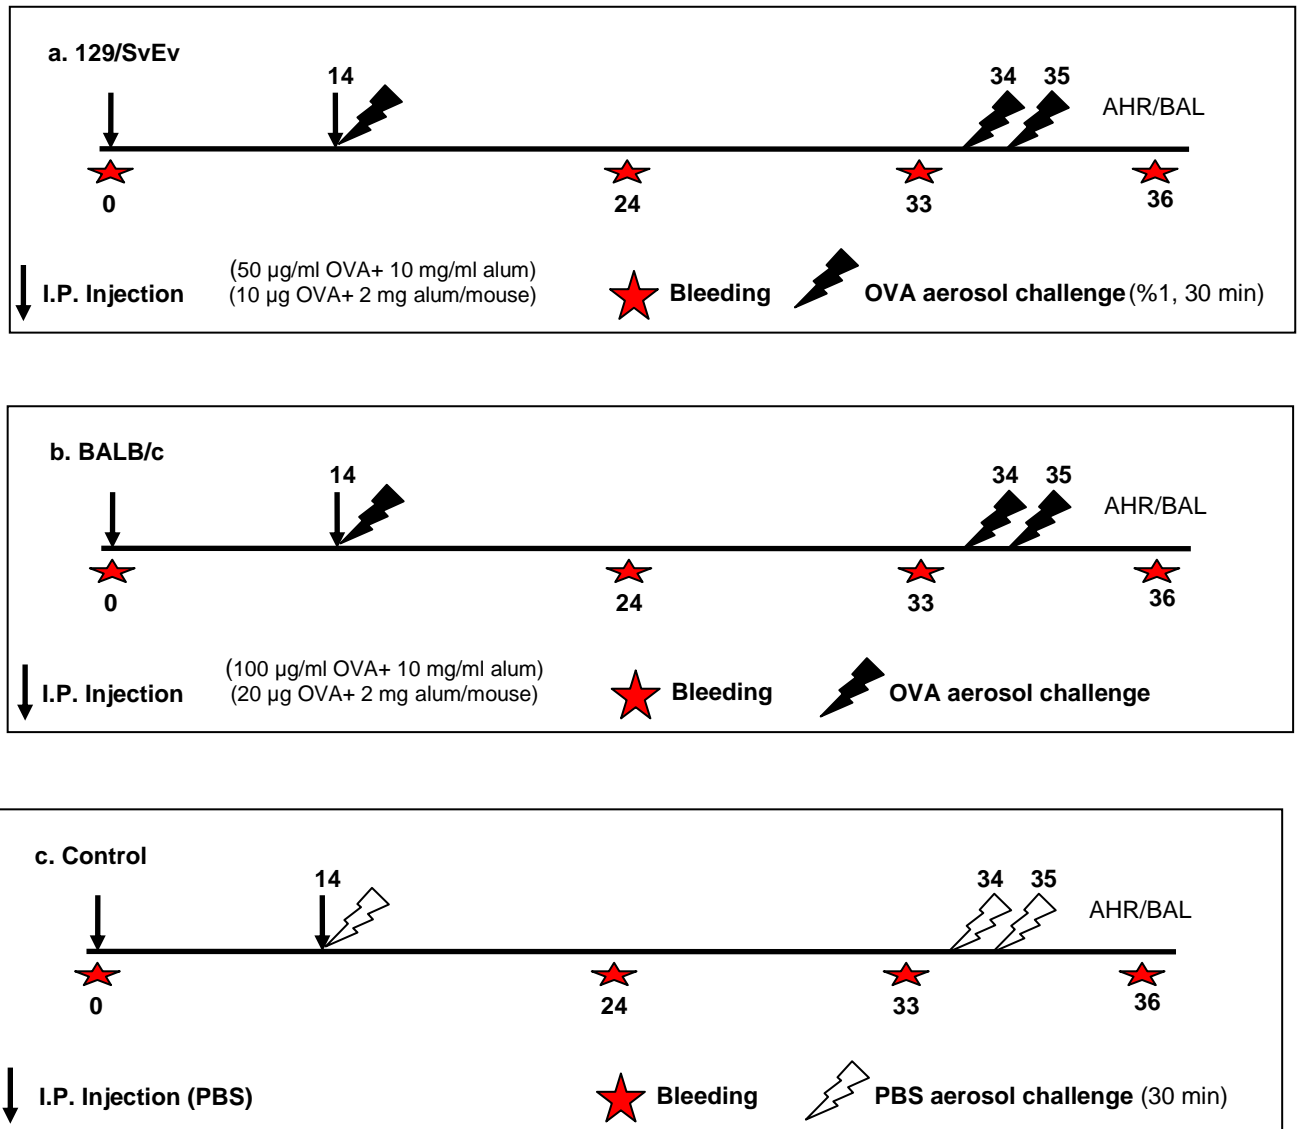 a. 129/SvEv
14
34
35
AHR/BAL
0
24
33
36
I.P. Injection
(50 µg/ml OVA+ 10 mg/ml alum)
(10 µg OVA+ 2 mg alum/mouse)
Bleeding
OVA aerosol challenge (%1, 30 min)
b. BALB/c
14
34
35
AHR/BAL
0
24
33
36
I.P. Injection
(100 µg/ml OVA+ 10 mg/ml alum)
(20 µg OVA+ 2 mg alum/mouse)
Bleeding
OVA aerosol challenge
c. Control
14
34
35
AHR/BAL
0
24
33
36
I.P. Injection (PBS)
Bleeding
PBS aerosol challenge (30 min)